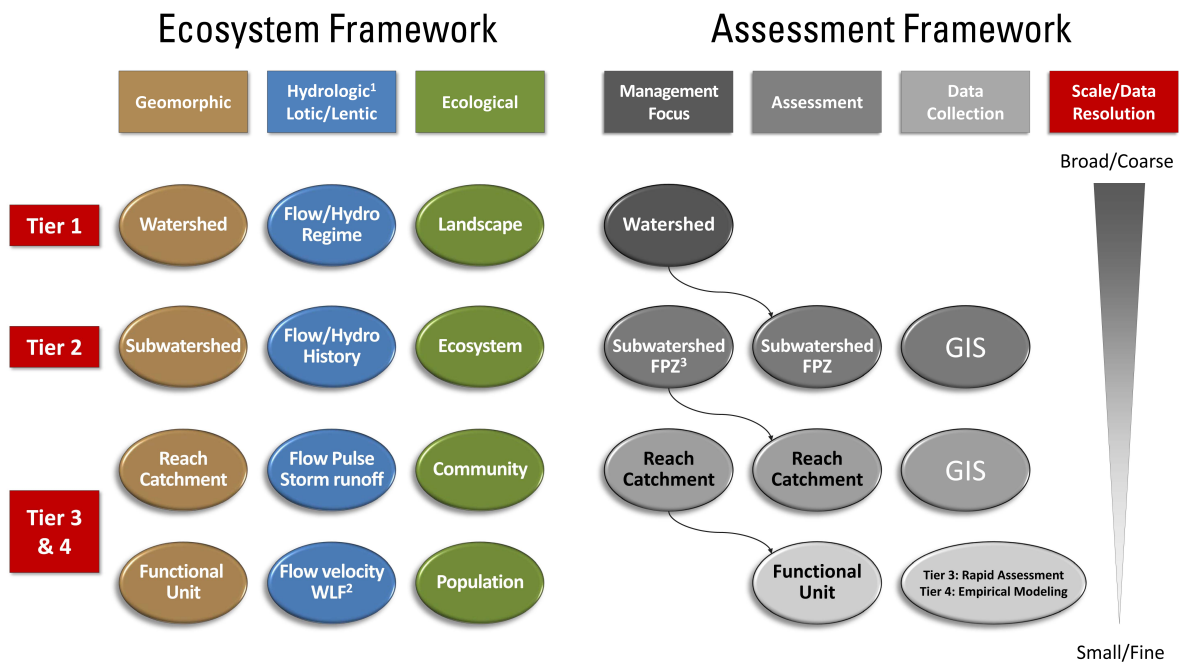 Ecosystem Framework
Assessment Framework
Geomorphic
Hydrologic¹
Lotic/Lentic
Ecological
Management
Focus
Assessment
Data
Collection
Scale/Data
Resolution
Broad/Coarse
Tier 1
Watershed
Flow/Hydro
Regime
Landscape
Watershed
Tier 2
Subwatershed
Flow/Hydro
History
Ecosystem
Subwatershed
FPZ³
Subwatershed
FPZ
GIS
Tier 3
& 4
Reach
Catchment
Flow Pulse
Storm runoff
Community
Reach
Catchment
Reach
Catchment
GIS
Functional
Unit
Flow velocity
WLF²
Population
Functional
Unit
Tier 3: Rapid Assessment
Tier 4: Empirical Modeling
Small/Fine